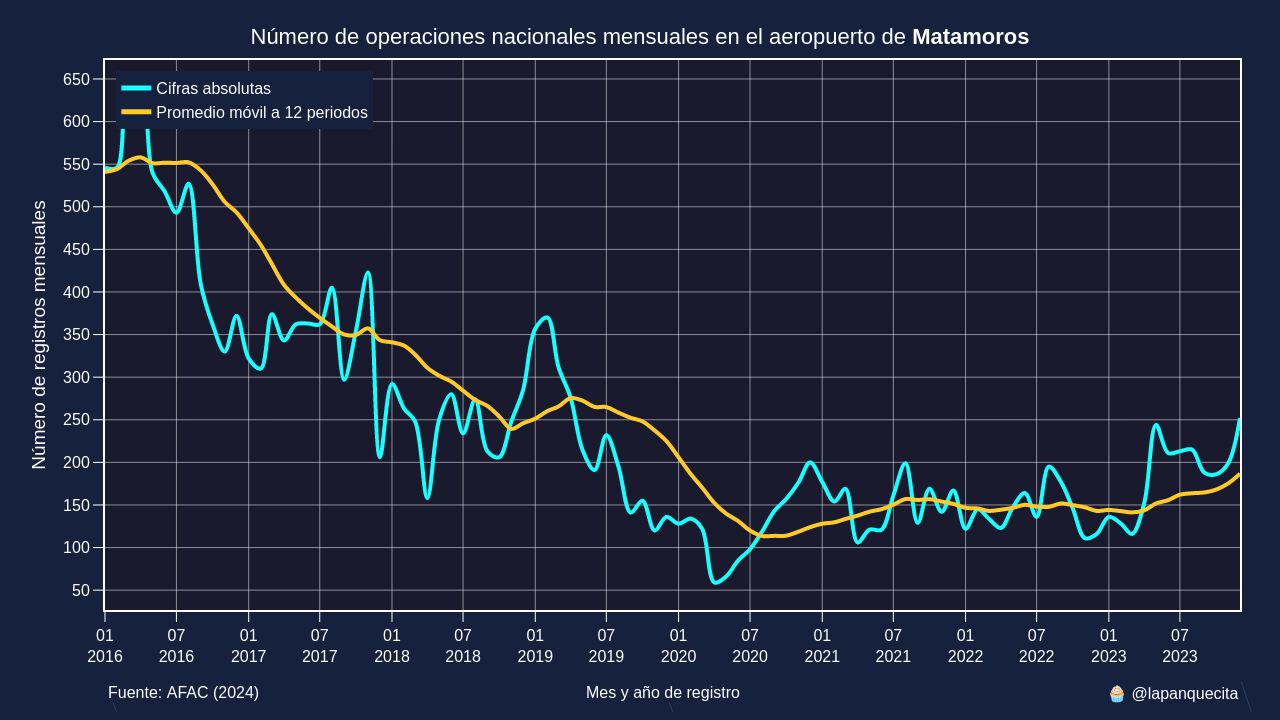 Número de operaciones nacionales mensuales en el aeropuerto de Matamoros
Cifras absolutas
Promedio móvil a 12 periodos
Número de registros mensuales
650
600
550
500
450
400
350
300
250
200
150
100
50
01 07 01 07 01 07 01 07 01 07 01 07 01 07 01 07
2016 2016 2017 2017 2018 2018 2019 2019 2020 2020 2021 2021 2022 2022 2023 2023
Fuente: AFAC (2024)
Mes y año de registro
🧁 @lapanquecita